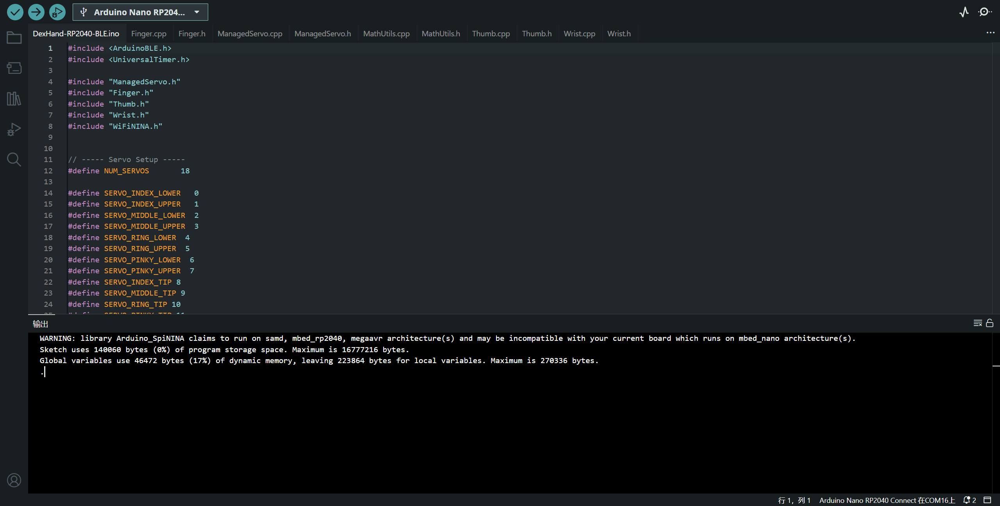 Arduino Nano RP204...
DexHand-RP2040-BLE.ino Finger.cpp Finger.h ManagedServo.cpp ManagedServo.h MathUtils.cpp MathUtils.h Thumb.cpp Thumb.h Wrist.cpp Wrist.h
1 #include <ArduinoBLE.h>
2 #include <UniversalTimer.h>
3
4 #include "ManagedServo.h"
5 #include "Finger.h"
6 #include "Thumb.h"
7 #include "Wrist.h"
8 #include "WiFiNINA.h"
9
10
11 // ----- Servo Setup -----
12 #define NUM_SERVOS 18
13
14 #define SERVO_INDEX_LOWER 0
15 #define SERVO_INDEX_UPPER 1
16 #define SERVO_MIDDLE_LOWER 2
17 #define SERVO_MIDDLE_UPPER 3
18 #define SERVO_RING_LOWER 4
19 #define SERVO_RING_UPPER 5
20 #define SERVO_PINKY_LOWER 6
21 #define SERVO_PINKY_UPPER 7
22 #define SERVO_INDEX_TIP 8
23 #define SERVO_MIDDLE_TIP 9
24 #define SERVO_RING_TIP 10
25 #define SERVO_PINKY_TIP 11
输出
WARNING: library Arduino_SpiNINA claims to run on samd, mbed_rp2040, megaavr architecture(s) and may be incompatible with your current board which runs on mbed_nano architecture(s).
Sketch uses 140060 bytes (0%) of program storage space. Maximum is 16777216 bytes.
Global variables use 46472 bytes (17%) of dynamic memory, leaving 223864 bytes for local variables. Maximum is 270336 bytes.
.
行 1，列 1 Arduino Nano RP2040 Connect 在COM16上 2